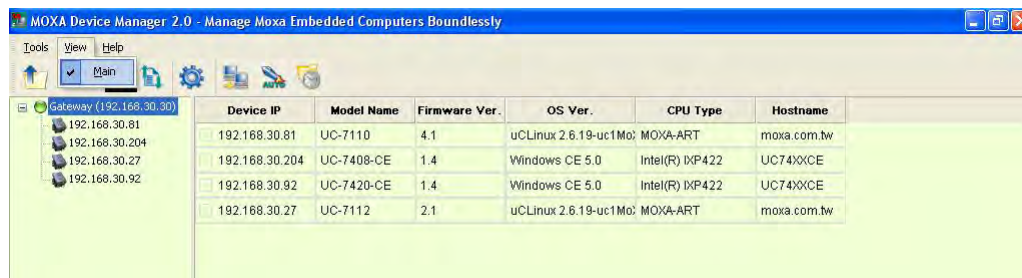 MOXA Device Manager 2.0 - Manage Moxa Embedded Computers Boundlessly
Tools View Help
Main
AUTO
Gateway (192.168.30.30)
192.168.30.81
192.168.30.204
192.168.30.27
192.168.30.92
Device IP Model Name Firmware Ver. OS Ver. CPU Type Hostname
192.168.30.81 UC-7110 4.1 uCLinux 2.6.19-uc1Mo MOXA-ART moxa.com.tw
192.168.30.204 UC-7408-CE 1.4 Windows CE 5.0 Intel(R) IXP422 UC74XXCE
192.168.30.92 UC-7420-CE 1.4 Windows CE 5.0 Intel(R) IXP422 UC74XXCE
192.168.30.27 UC-7112 2.1 uCLinux 2.6.19-uc1Mo MOXA-ART moxa.com.tw